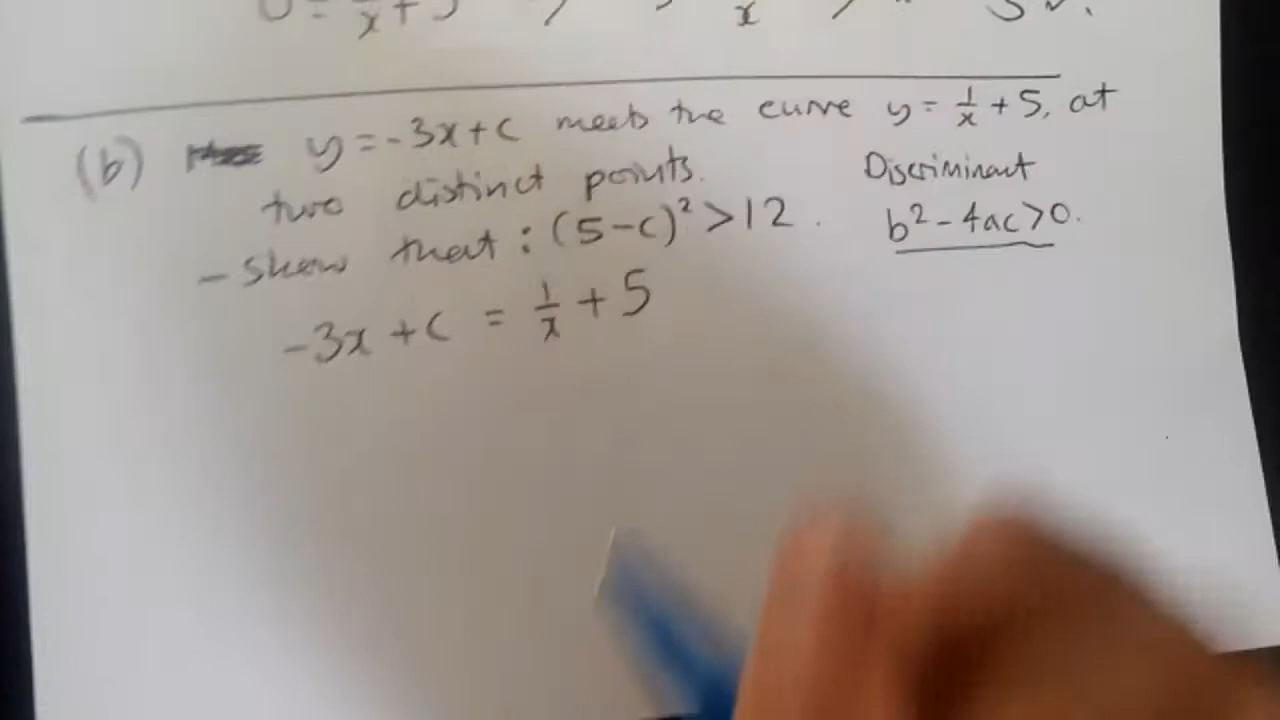 x + 5
x
(b) y = -3x + c meets the curve y = 1/x + 5, at
two distinct points.
Discriminant
- show that : (5-c)² > 12.
b² - 4ac > 0.
-3x + c = 1/x + 5